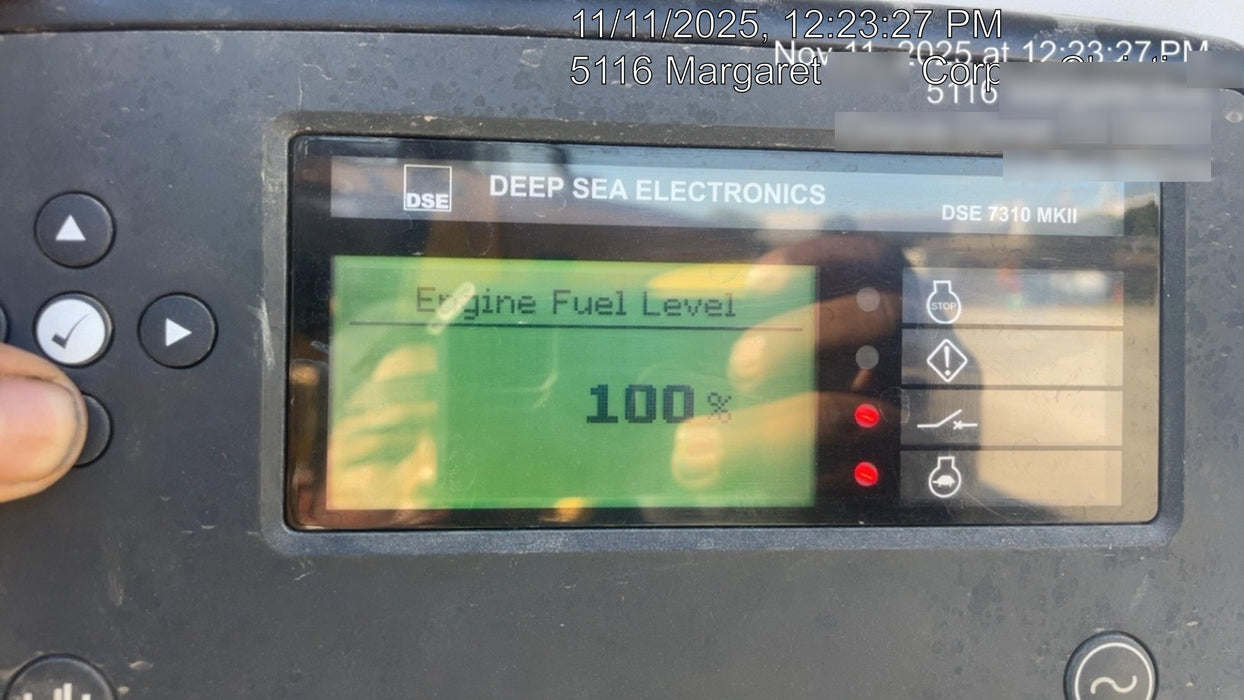 11/11/2025, 12:23:27 PM
Nov 11, 2025 at 12:23:27 PM
5116 Margaret Corp
5116
DSE DEEP SEA ELECTRONICS
DSE 7310 MKII
Engine Fuel Level
STOP
100 %